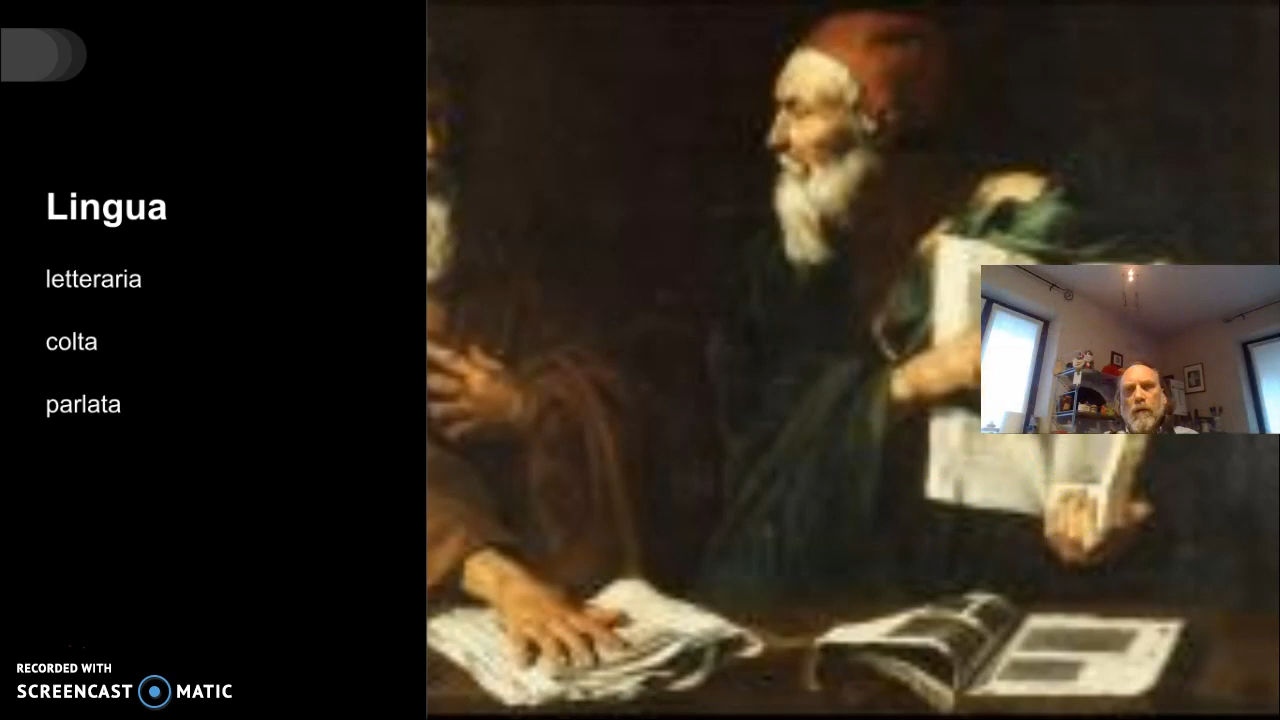 Lingua
letteraria
colta
parlata
RECORDED WITH
SCREENCAST MATIC